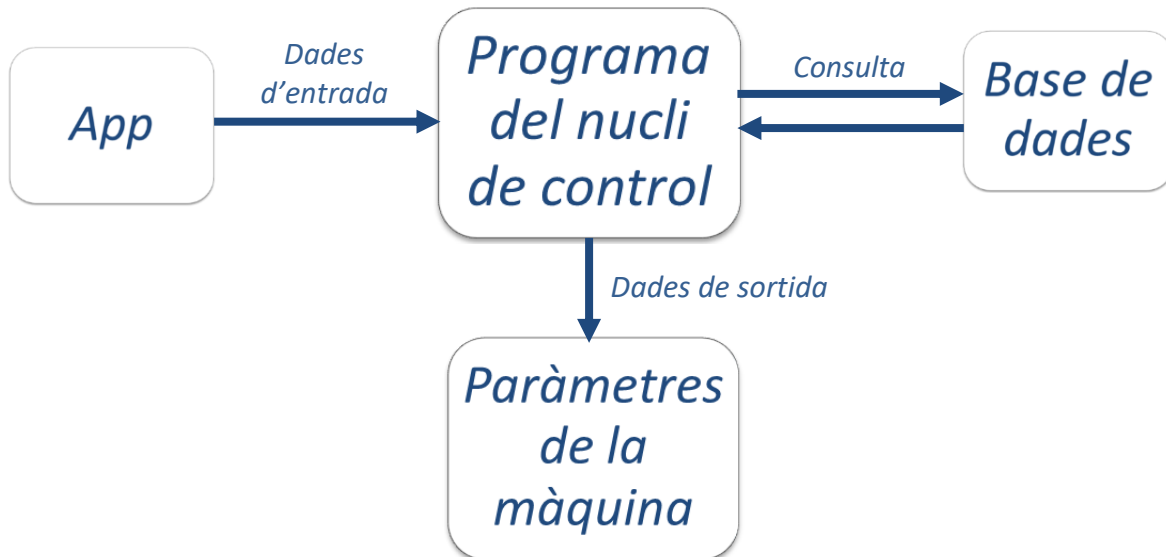 App
Dades
d’entrada
Programa
del nucli
de control
Consulta
Base de
dades
Dades de sortida
Paràmetres
de la
màquina